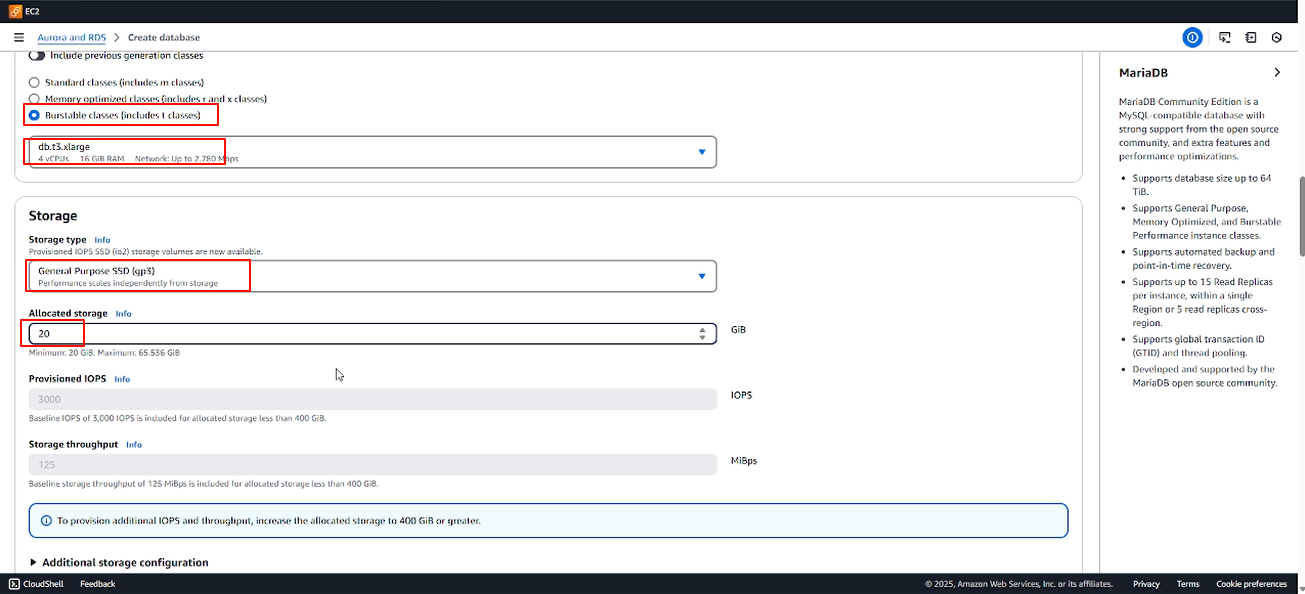 EC2
Aurora and RDS > Create database
Include previous generation classes
Standard classes (includes m classes)
Memory optimized classes (includes r and x classes)
Burstable classes (includes t classes)
db.t3.xlarge
4 vCPUs 16 GiB RAM Network: Up to 2.780 Mbps
Storage
Storage type Info
Provisioned IOPS SSD (io2) storage volumes are now available.
General Purpose SSD (gp3)
Performance scales independently from storage
Allocated storage Info
20
GiB
Minimum: 20 GiB. Maximum: 65.536 GiB
Provisioned IOPS Info
3000
IOPS
Baseline IOPS of 3,000 IOPS is included for allocated storage less than 400 GiB.
Storage throughput Info
125
MiBps
Baseline storage throughput of 125 MiBps is included for allocated storage less than 400 GiB.
To provision additional IOPS and throughput, increase the allocated storage to 400 GiB or greater.
Additional storage configuration
MariaDB
MariaDB Community Edition is a
MySQL-compatible database with
strong support from the open source
community, and extra features and
performance optimizations.
• Supports database size up to 64
TiB.
• Supports General Purpose,
Memory Optimized, and Burstable
Performance instance classes.
• Supports automated backup and
point-in-time recovery.
• Supports up to 15 Read Replicas
per instance, within a single
Region or 5 read replicas cross-
region.
• Supports global transaction ID
(GTID) and thread pooling.
• Developed and supported by the
MariaDB open source community.
CloudShell Feedback © 2025, Amazon Web Services, Inc. or its affiliates. Privacy Terms Cookie preferences